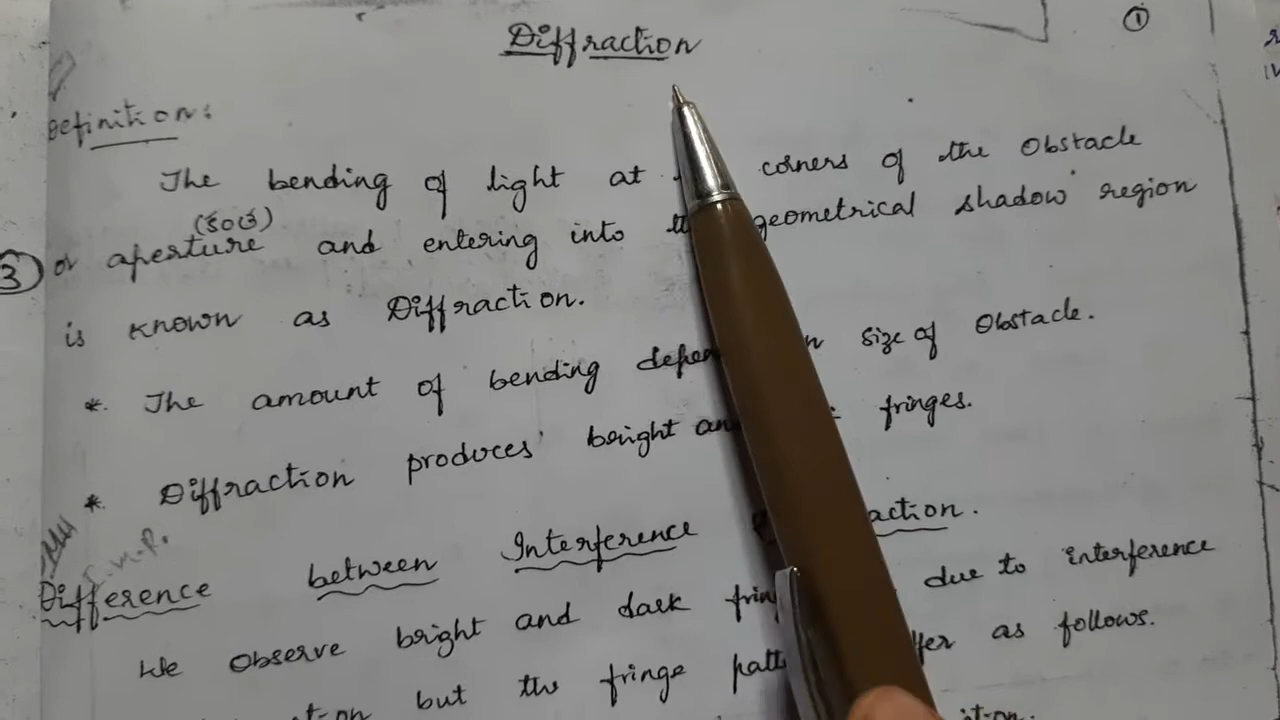 Diffraction
①
Definition:
The bending of light at corners of the Obstacle
(రంధ్ర)
or aperture and entering into geometrical shadow region
3
is known as Diffraction.
*. The amount of bending size of Obstacle.
*. Diffraction produces bright fringes.
Difference between Interference
We observe bright and dark due to interference
but the fringe as follows.